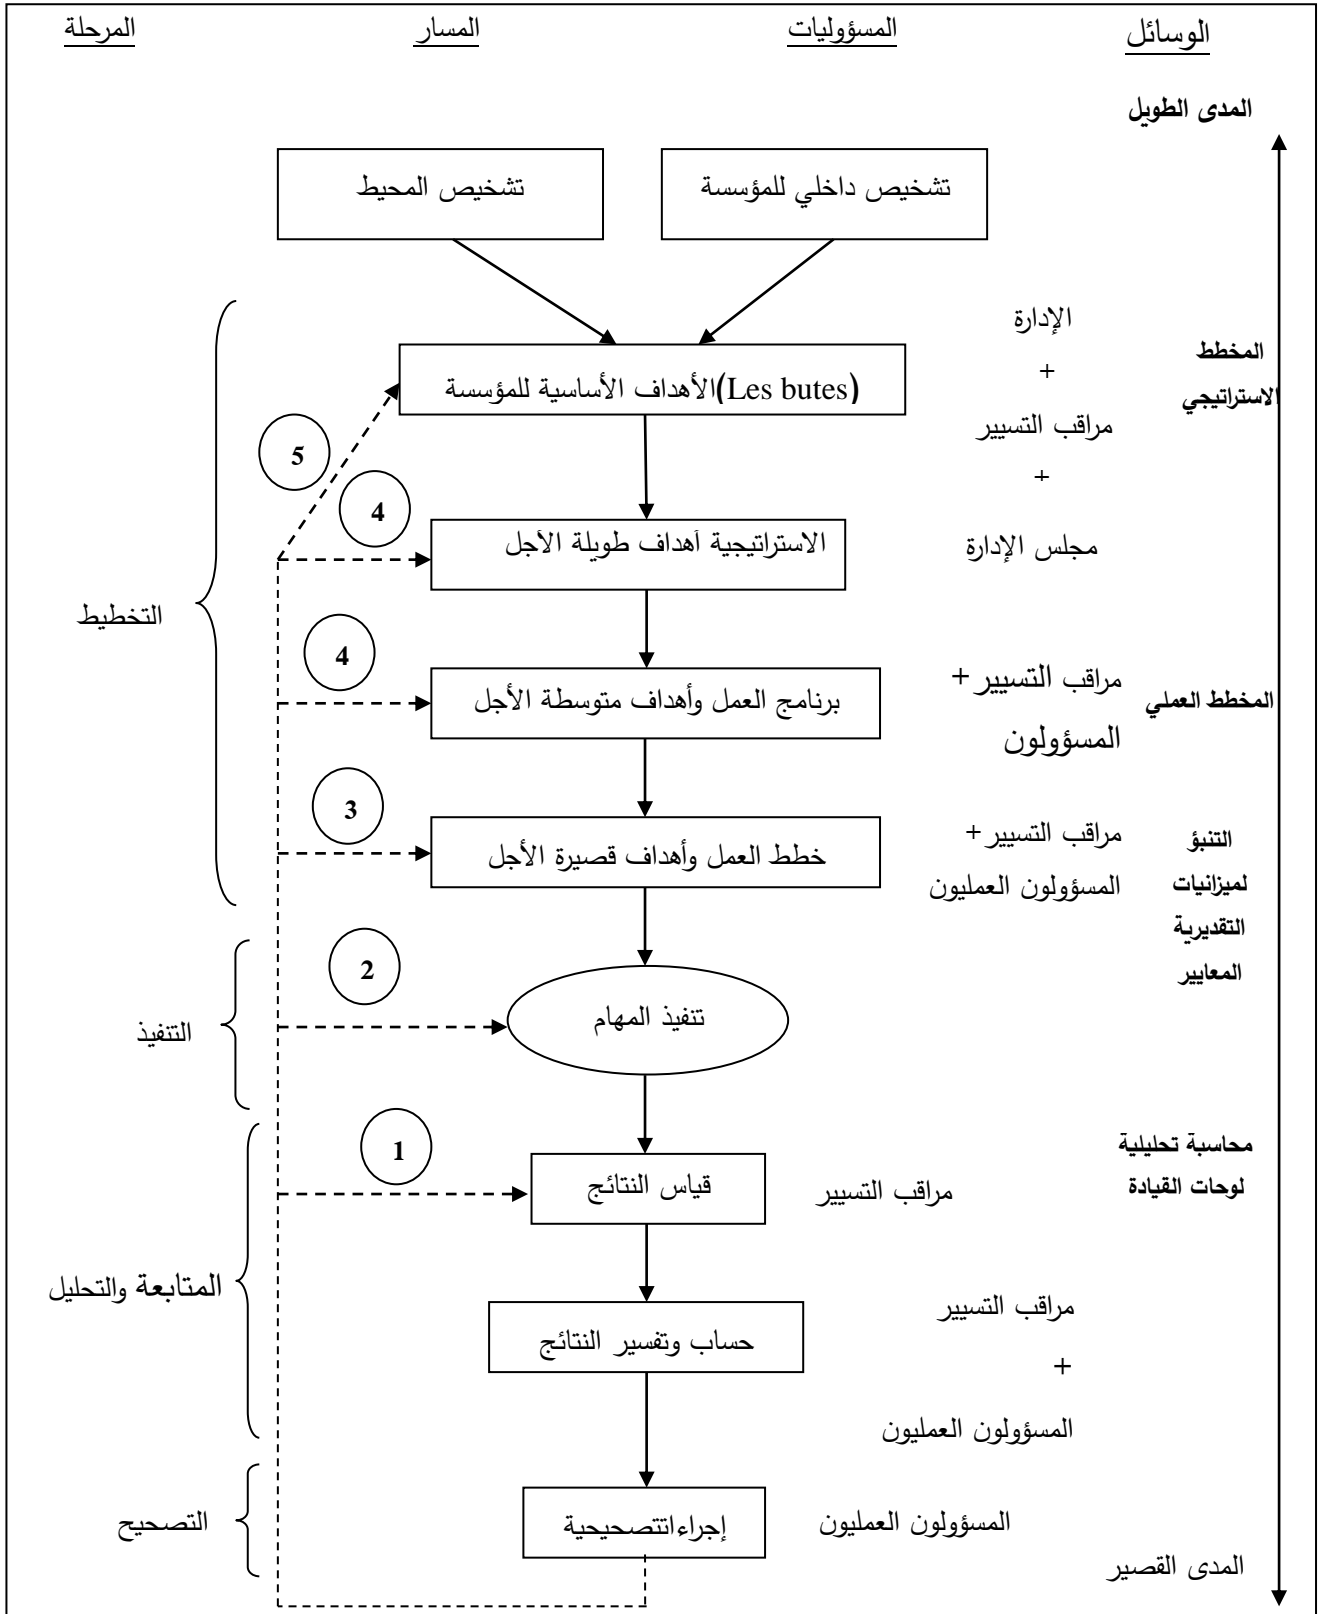 الوسائل
المسؤوليات
المسار
المرحلة
المدى الطويل
تشخيص داخلي للمؤسسة
تشخيص المحيط
الإدارة
+
مراقب التسيير
+
مجلس الإدارة
المخطط
الاستراتيجي
الأهداف الأساسية للمؤسسة(Les butes)
5
4
الاستراتيجية أهداف طويلة الأجل
التخطيط
4
برنامج العمل وأهداف متوسطة الأجل
مراقب التسيير +
المسؤولون
المخطط العملي
3
خطط العمل وأهداف قصيرة الأجل
مراقب التسيير +
المسؤولون العمليون
التنبؤ
لميزانيات
التقديرية
المعايير
2
تنفيذ المهام
التنفيذ
1
قياس النتائج
مراقب التسيير
محاسبة تحليلية
لوحات القيادة
المتابعة والتحليل
حساب وتفسير النتائج
مراقب التسيير
+
المسؤولون العمليون
إجراءاتتصحيحية
المسؤولون العمليون
التصحيح
المدى القصير